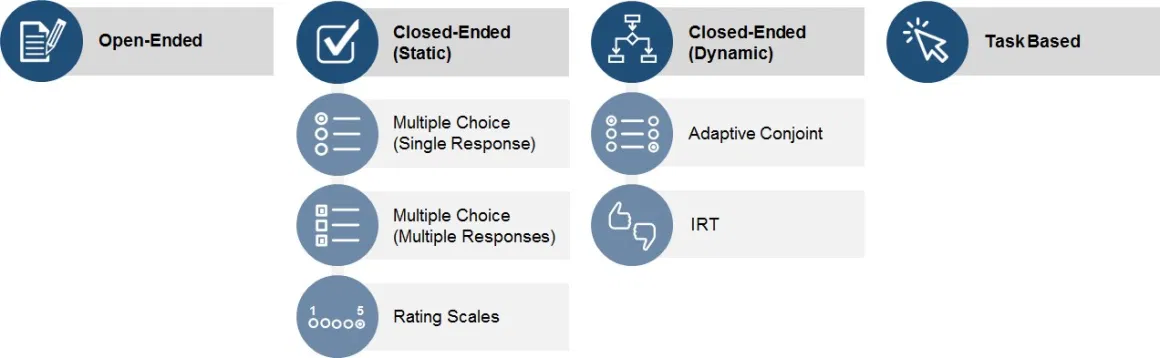 Open-Ended
Closed-Ended
(Static)
Multiple Choice
(Single Response)
Multiple Choice
(Multiple Responses)
1 5
Rating Scales
Closed-Ended
(Dynamic)
Adaptive Conjoint
IRT
Task Based